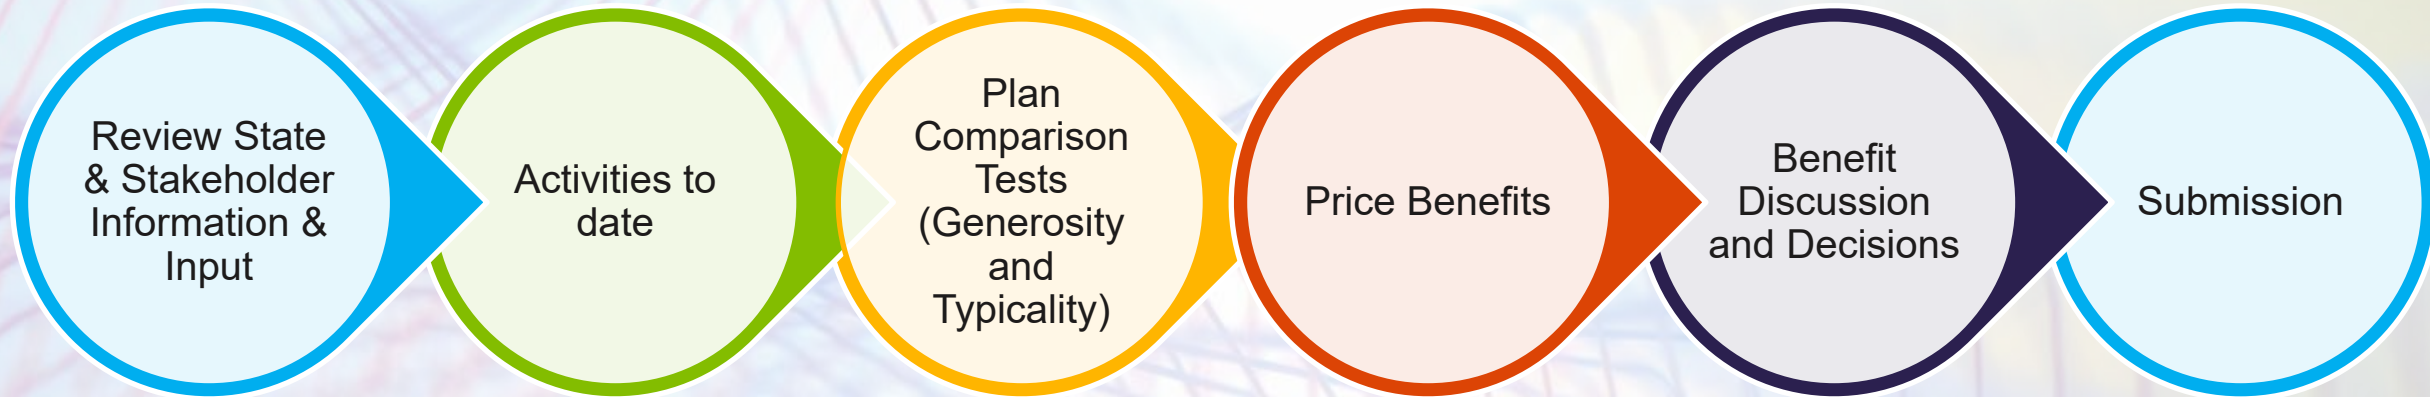 Review State
& Stakeholder
Information &
Input
Activities to
date
Plan
Comparison
Tests
(Generosity
and
Typicality)
Price Benefits
Benefit
Discussion
and Decisions
Submission